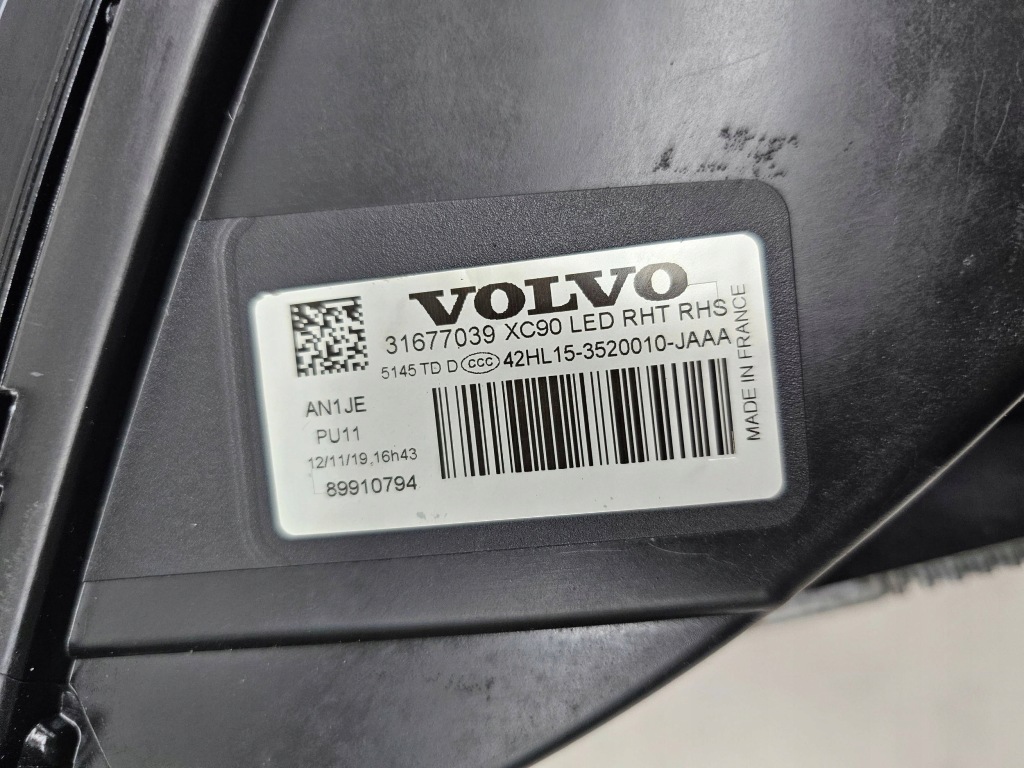 VOLVO
31677039 XC90 LED RHT RHS
5145 TD D CCC 42HL15-3520010-JAAA
AN1JE
PU11
12/11/19,16h43
89910794
MADE IN FRANCE